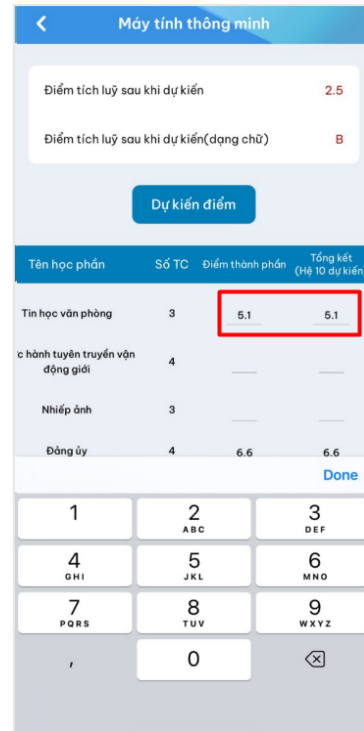 Máy tính thông minh
Điểm tích luỹ sau khi dự kiến 2.5
Điểm tích luỹ sau khi dự kiến(dạng chữ) B
Dự kiến điểm
Tên học phần Số TC Điểm thành phần Tổng kết
(Hệ 10 dự kiến
Tin học văn phòng 3 5.1 5.1
c hành tuyên truyền vận
động giới 4
Nhiếp ảnh 3
Đảng ủy 4 6.6 6.6
Done
1 2 3
ABC DEF
4 5 6
GHI JKL MNO
7 8 9
PQRS TUV WXYZ
, 0